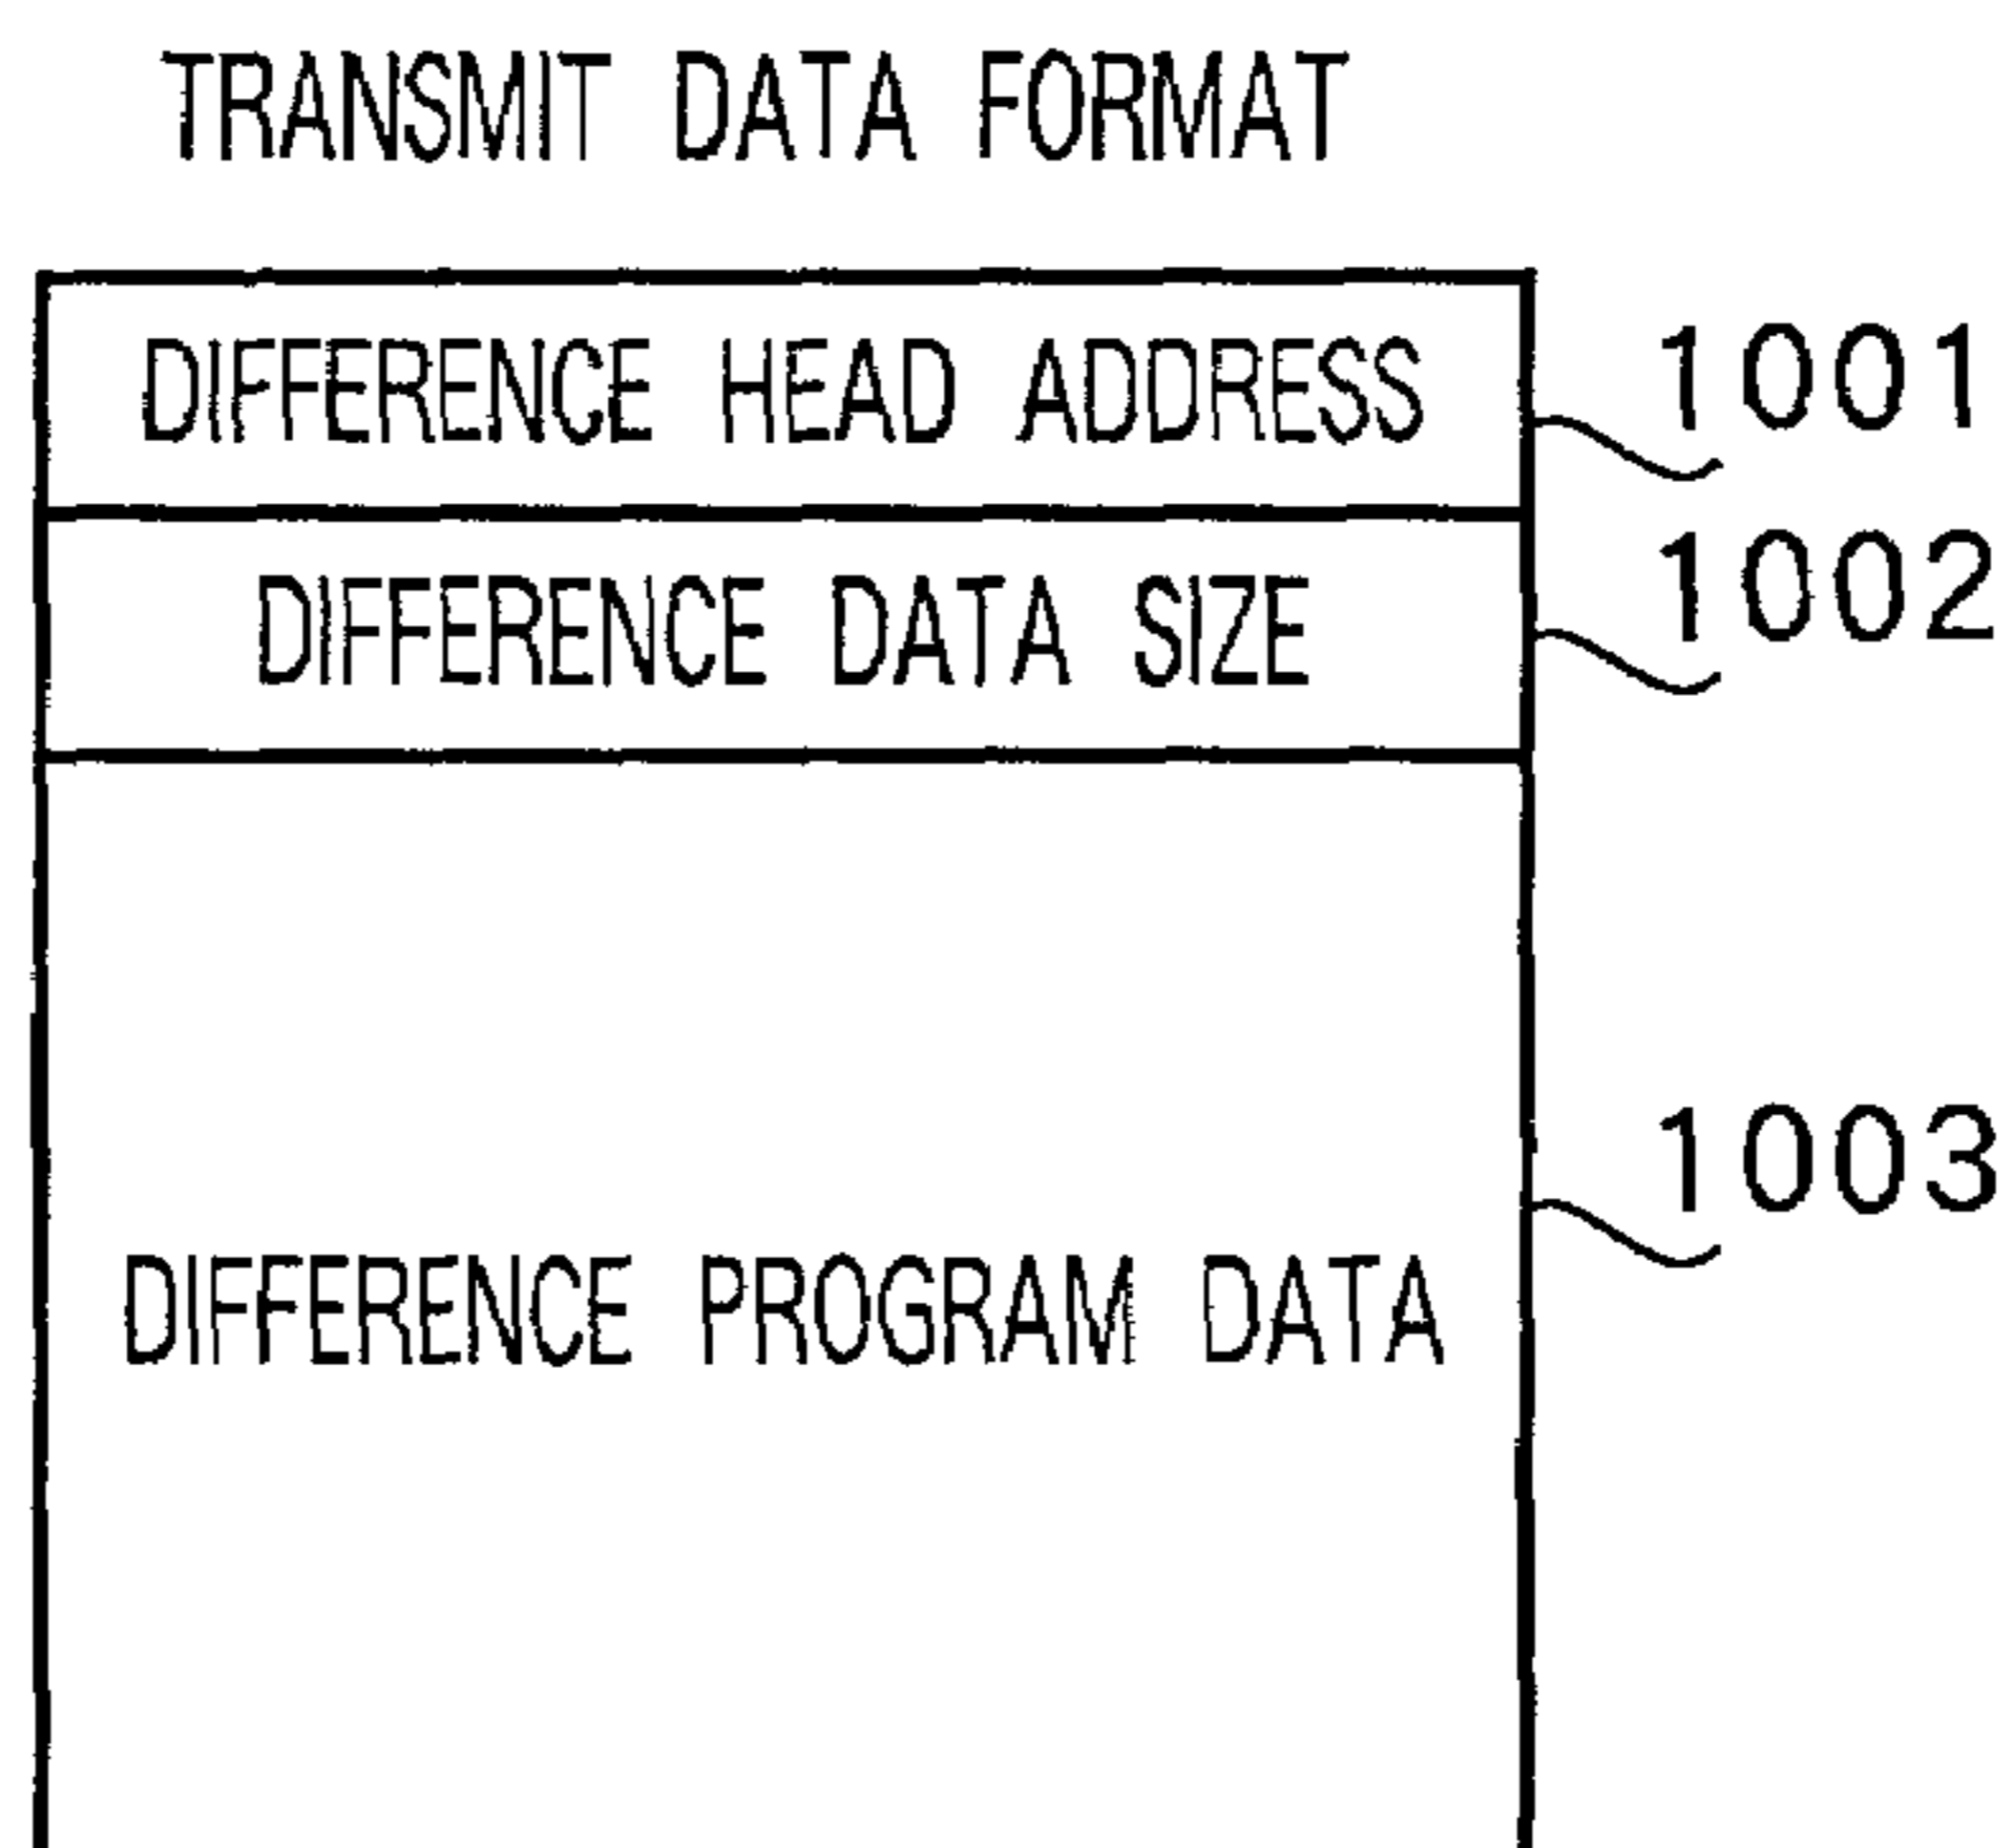 TRANSMIT DATA FORMAT
DIFFERENCE HEAD ADDRESS 1001
DIFFERENCE DATA SIZE 1002
DIFFERENCE PROGRAM DATA 1003